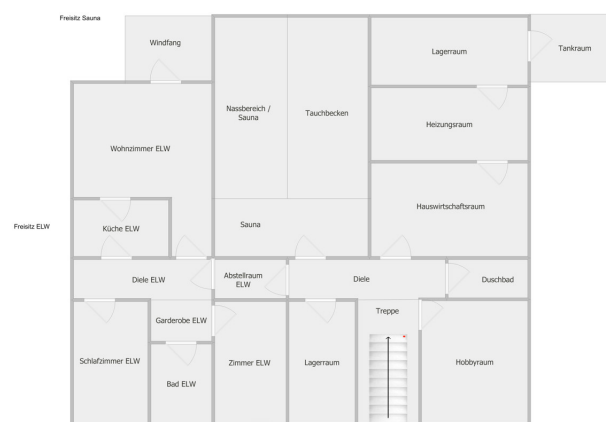 Freisitz Sauna
Windfang
Lagerraum
Tankraum
Nassbereich /
Sauna
Tauchbecken
Heizungsraum
Wohnzimmer ELW
Hauswirtschaftsraum
Freisitz ELW
Küche ELW
Sauna
Diele ELW
Abstellraum
ELW
Diele
Duschbad
Garderobe ELW
Treppe
Schlafzimmer ELW
Bad ELW
Zimmer ELW
Lagerraum
Hobbyraum